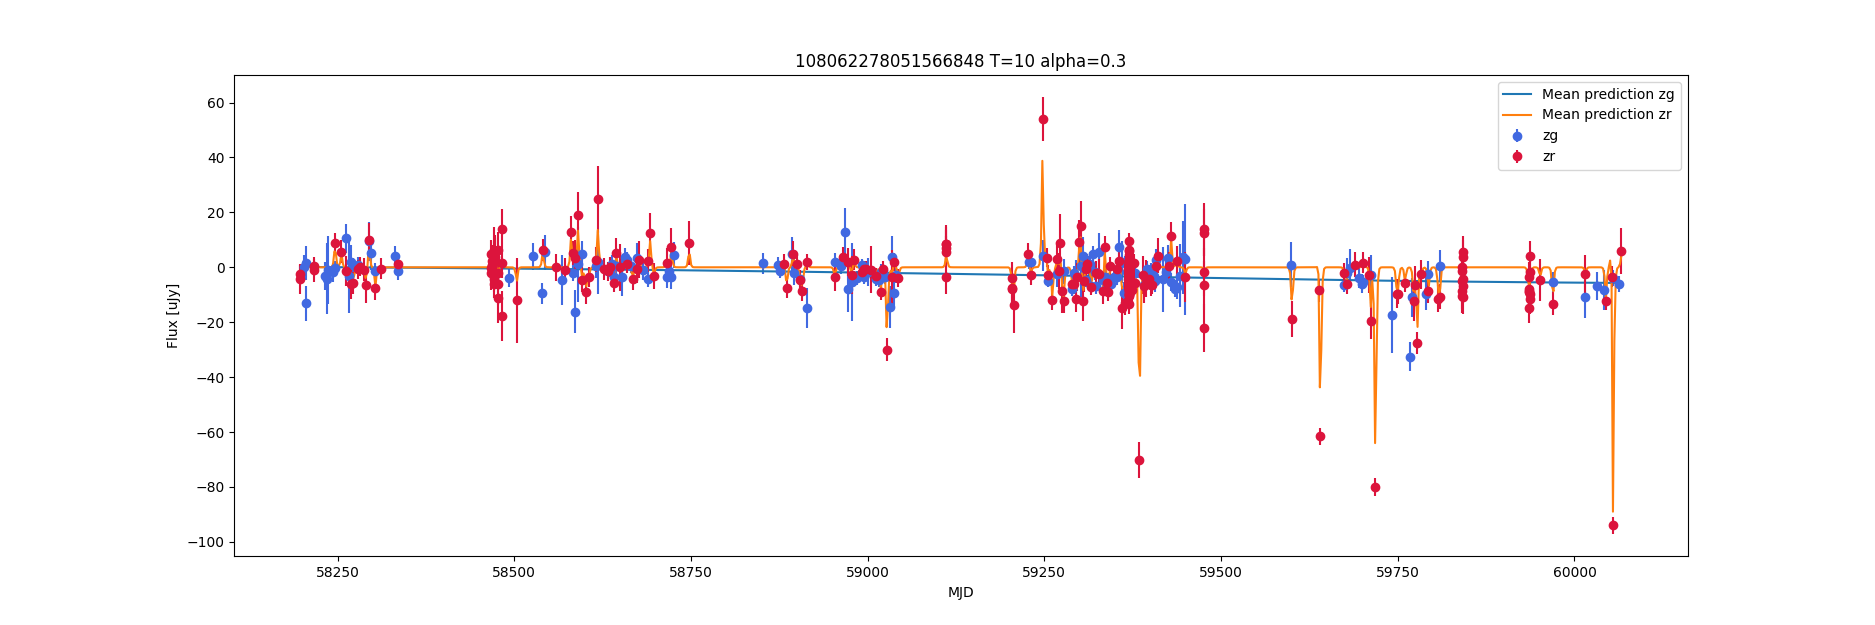 108062278051566848 T=10 alpha=0.3
Mean prediction zg
Mean prediction zr
zg
zr
60
40
20
0
−20
−40
−60
−80
−100
Flux [uJy]
58250 58500 58750 59000 59250 59500 59750 60000
MJD